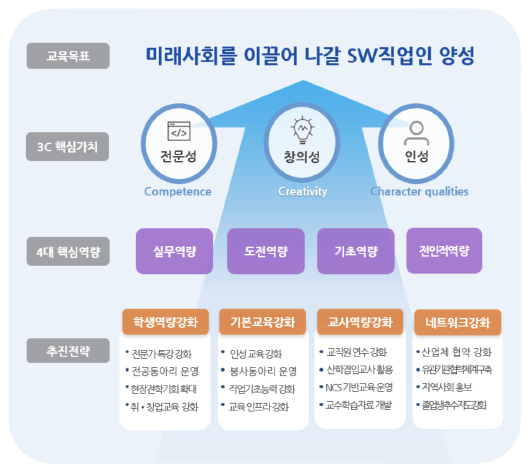 교육목표
미래사회를 이끌어 나갈 SW직업인 양성
3C 핵심가치
</>
전문성
창의성
인성
Competence
Creativity
Character qualities
4대 핵심역량
실무역량
도전역량
기초역량
전인적역량
추진전략
학생역량강화
• 전문가 특강 강화
• 전공동아리 운영
• 현장견학기회 확대
• 취 • 창업교육 강화
기본교육강화
• 인성 교육 강화
• 봉사동아리 운영
• 직업기초능력 강화
• 교육 인프라 강화
교사역량강화
• 교직원 연수 강화
• 산학겸임교사 활용
• NCS 기반교육 운영
• 교수학습자료 개발
네트워크강화
• 산업체 협약 강화
• 유관기관협력체계구축
• 지역사회 홍보
• 졸업생추수지도강화